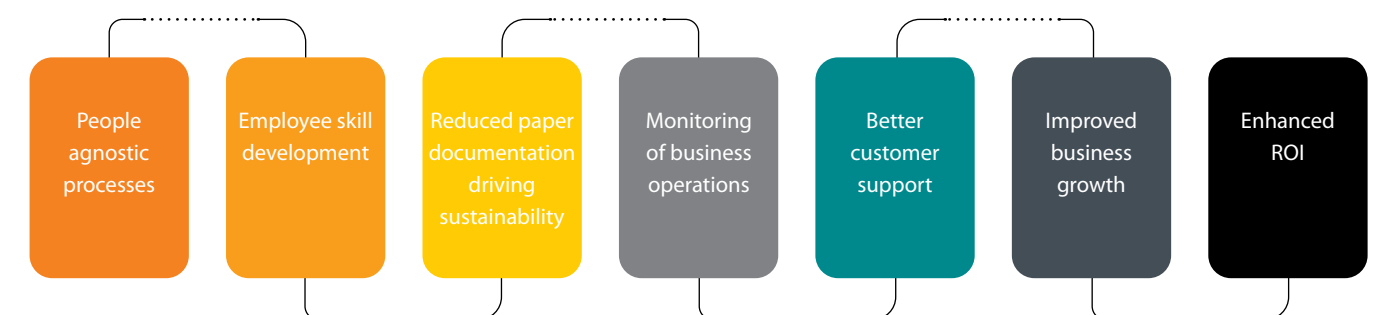 People
agnostic
processes
Employee skill
development
Reduced paper
documentation
driving
sustainability
Monitoring
of business
operations
Better
customer
support
Improved
business
growth
Enhanced
ROI